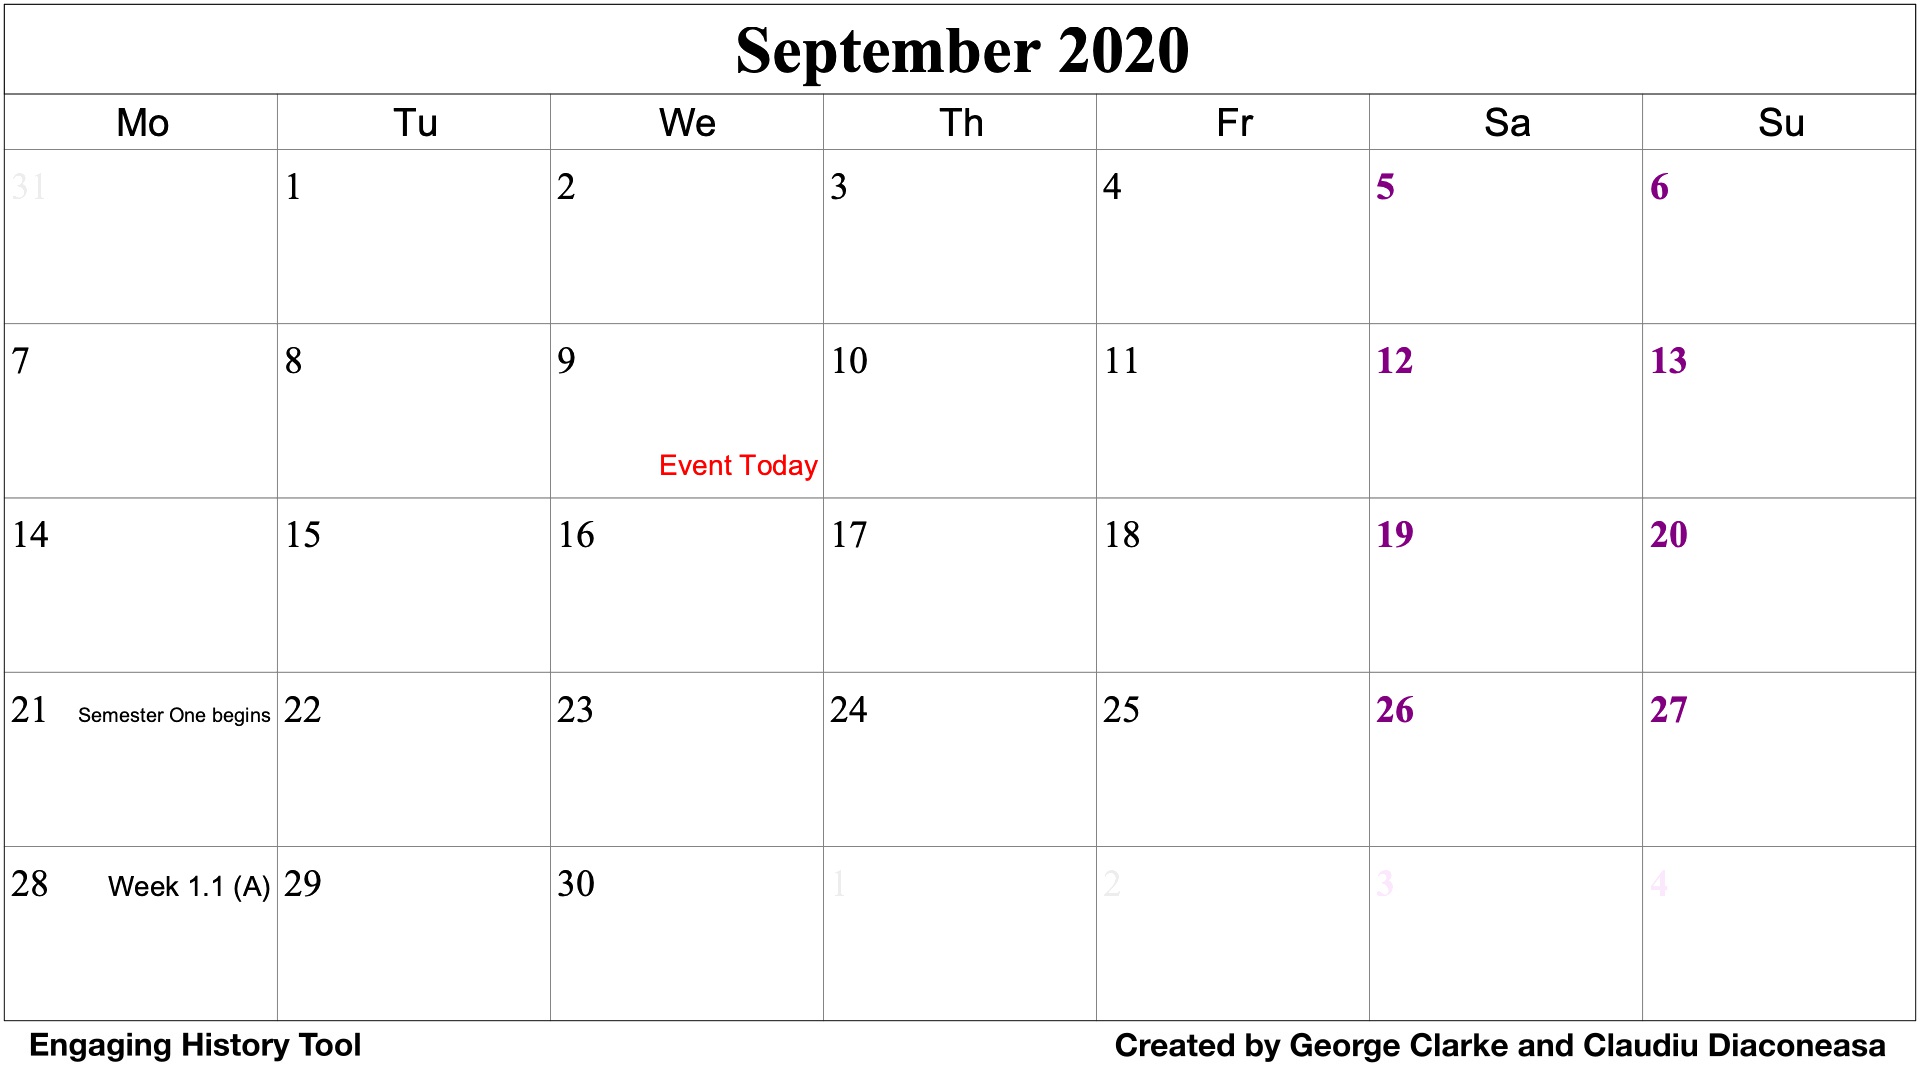 September 2020
Mo Tu We Th Fr Sa Su
31 1 2 3 4 5 6
7 8 9 10 11 12 13
Event Today
14 15 16 17 18 19 20
21 Semester One begins 22 23 24 25 26 27
28 Week 1.1 (A) 29 30 1 2 3 4
Engaging History Tool Created by George Clarke and Claudiu Diaconeasa